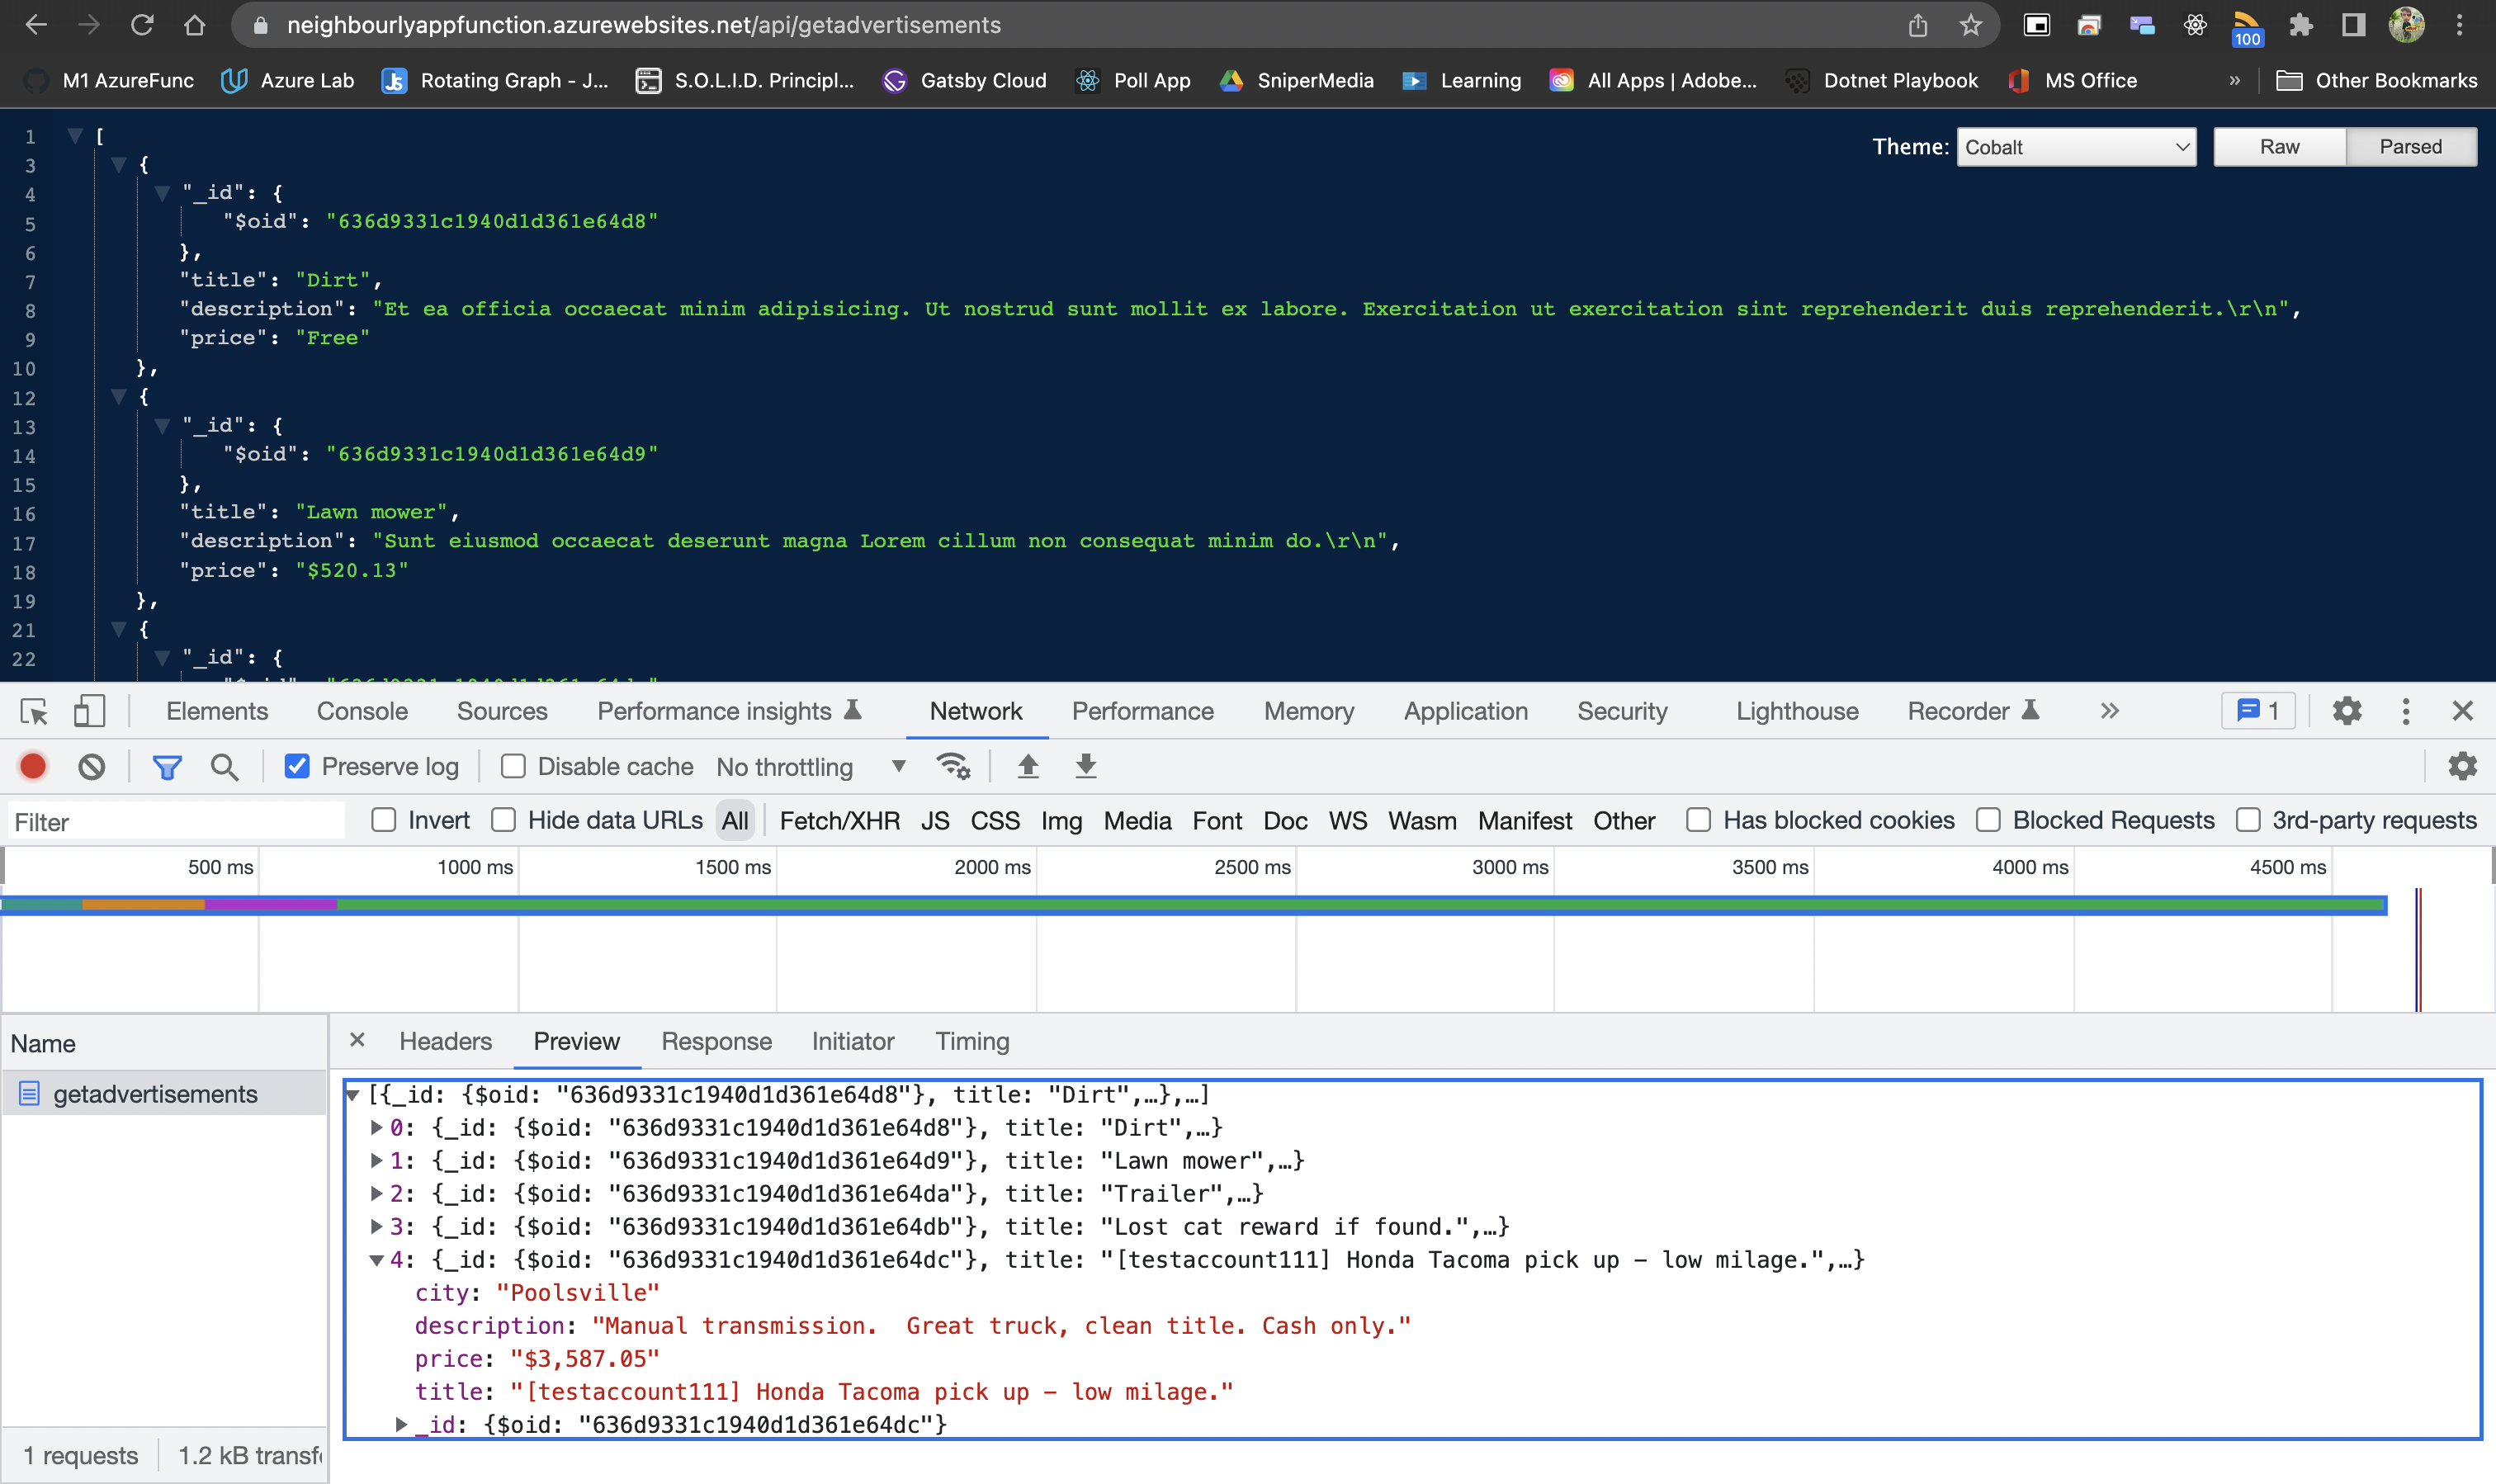 neighbourlyappfunction.azurewebsites.net/api/getadvertisements
100
M1 AzureFunc Azure Lab Rotating Graph - J... S.O.L.I.D. Principl... Gatsby Cloud Poll App SniperMedia Learning All Apps | Adobe... Dotnet Playbook MS Office » Other Bookmarks
Theme: Cobalt Raw Parsed
1 [
3 {
4 "_id": {
5 "$oid": "636d9331c1940d1d361e64d8"
6 },
7 "title": "Dirt",
8 "description": "Et ea officia occaecat minim adipisicing. Ut nostrud sunt mollit ex labore. Exercitation ut exercitation sint reprehenderit duis reprehenderit.\r\n",
9 "price": "Free"
10 },
12 {
13 "_id": {
14 "$oid": "636d9331c1940d1d361e64d9"
15 },
16 "title": "Lawn mower",
17 "description": "Sunt eiusmod occaecat deserunt magna Lorem cillum non consequat minim do.\r\n",
18 "price": "$520.13"
19 },
21 {
22 "_id": {
Elements Console Sources Performance insights Network Performance Memory Application Security Lighthouse Recorder » 1
Preserve log Disable cache No throttling
Filter Invert Hide data URLs All Fetch/XHR JS CSS Img Media Font Doc WS Wasm Manifest Other Has blocked cookies Blocked Requests 3rd-party requests
500 ms 1000 ms 1500 ms 2000 ms 2500 ms 3000 ms 3500 ms 4000 ms 4500 ms
Name
getadvertisements
Headers Preview Response Initiator Timing
[{_id: {$oid: "636d9331c1940d1d361e64d8"}, title: "Dirt",…},…]
0: {_id: {$oid: "636d9331c1940d1d361e64d8"}, title: "Dirt",…}
1: {_id: {$oid: "636d9331c1940d1d361e64d9"}, title: "Lawn mower",…}
2: {_id: {$oid: "636d9331c1940d1d361e64da"}, title: "Trailer",…}
3: {_id: {$oid: "636d9331c1940d1d361e64db"}, title: "Lost cat reward if found.",…}
4: {_id: {$oid: "636d9331c1940d1d361e64dc"}, title: "[testaccount111] Honda Tacoma pick up – low milage.",…}
city: "Poolsville"
description: "Manual transmission.  Great truck, clean title. Cash only."
price: "$3,587.05"
title: "[testaccount111] Honda Tacoma pick up – low milage."
_id: {$oid: "636d9331c1940d1d361e64dc"}
1 requests 1.2 kB transf